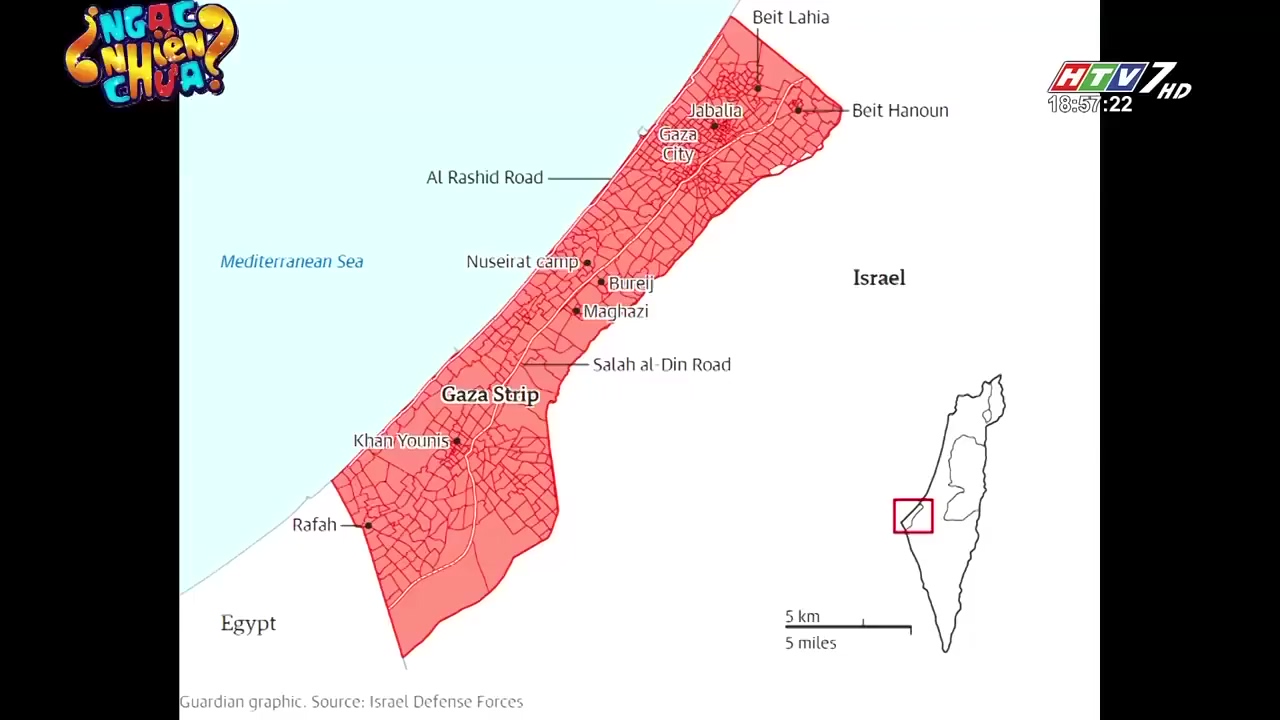 ¿NGẠC
NHIÊN
CHƯA?
HTV7 HD
18:57:22
Beit Lahia
Jabalia
Beit Hanoun
Gaza
City
Al Rashid Road
Mediterranean Sea
Nuseirat camp
Israel
Bureij
Maghazi
Salah al-Din Road
Gaza Strip
Khan Younis
Rafah
Egypt
5 km
5 miles
Guardian graphic. Source: Israel Defense Forces